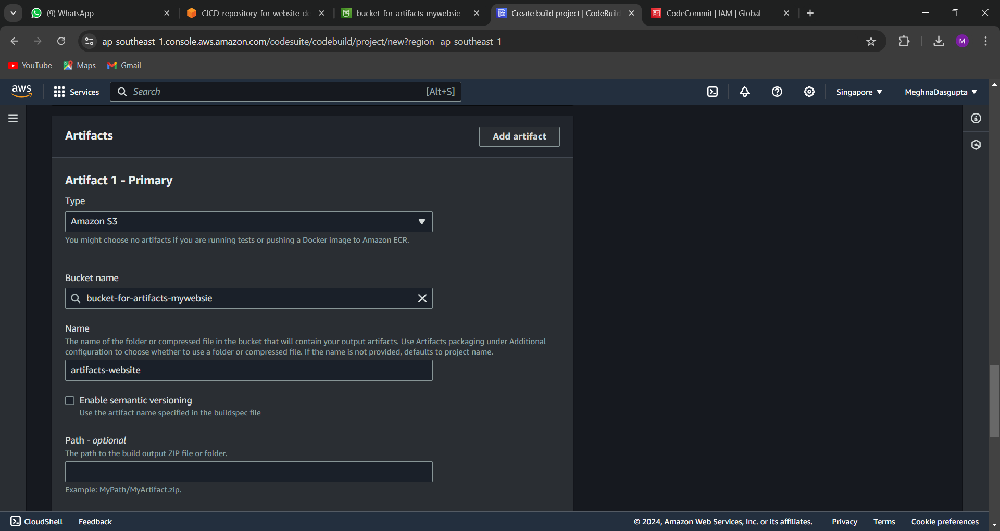 (9) WhatsApp
CICD-repository-for-website-de
bucket-for-artifacts-mywebsie
Create build project | CodeBuild
CodeCommit | IAM | Global
ap-southeast-1.console.aws.amazon.com/codesuite/codebuild/project/new?region=ap-southeast-1
M
YouTube
Maps
Gmail
aws
Services
Search
[Alt+S]
Singapore
MeghnaDasgupta
Artifacts
Add artifact
Artifact 1 - Primary
Type
Amazon S3
You might choose no artifacts if you are running tests or pushing a Docker image to Amazon ECR.
Bucket name
bucket-for-artifacts-mywebsie
Name
The name of the folder or compressed file in the bucket that will contain your output artifacts. Use Artifacts packaging under Additional
configuration to choose whether to use a folder or compressed file. If the name is not provided, defaults to project name.
artifacts-website
Enable semantic versioning
Use the artifact name specified in the buildspec file
Path - optional
The path to the build output ZIP file or folder.
Example: MyPath/MyArtifact.zip.
CloudShell
Feedback
© 2024, Amazon Web Services, Inc. or its affiliates.
Privacy
Terms
Cookie preferences